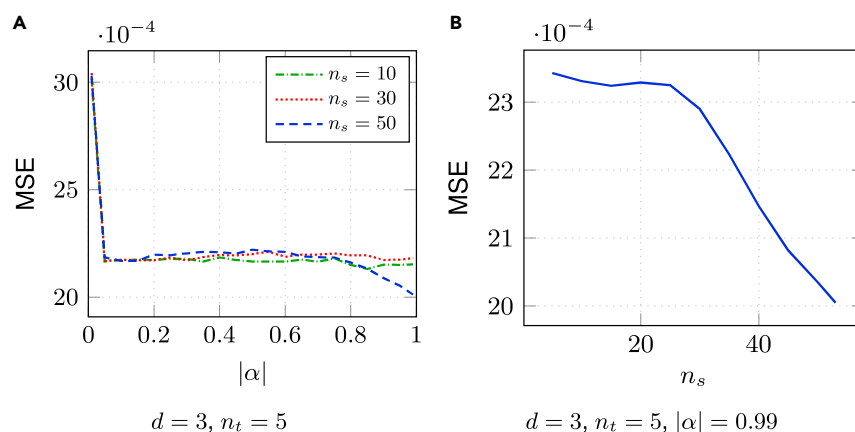 A
·10⁻⁴
30
25
20
MSE
n_s = 10
n_s = 30
n_s = 50
0 0.2 0.4 0.6 0.8 1
|α|
d = 3, n_t = 5
B
·10⁻⁴
23
22
21
20
MSE
20 40
n_s
d = 3, n_t = 5, |α| = 0.99